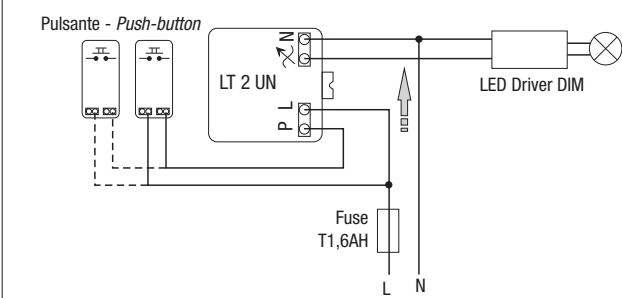 Pulsante - Push-button
N
LT 2 UN
L
P
LED Driver DIM
Fuse
T1,6AH
L
N